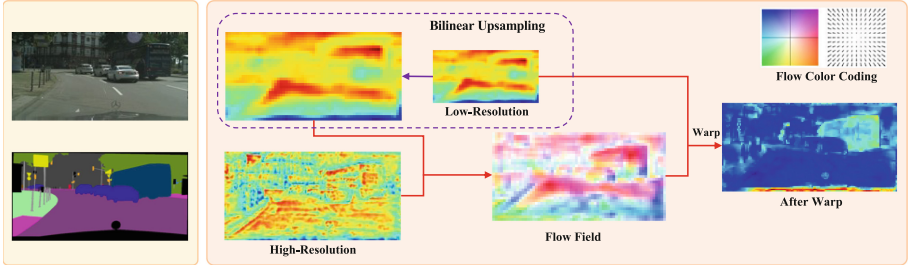 Bilinear Upsampling
Low-Resolution
Flow Color Coding
Warp
High-Resolution
Flow Field
After Warp